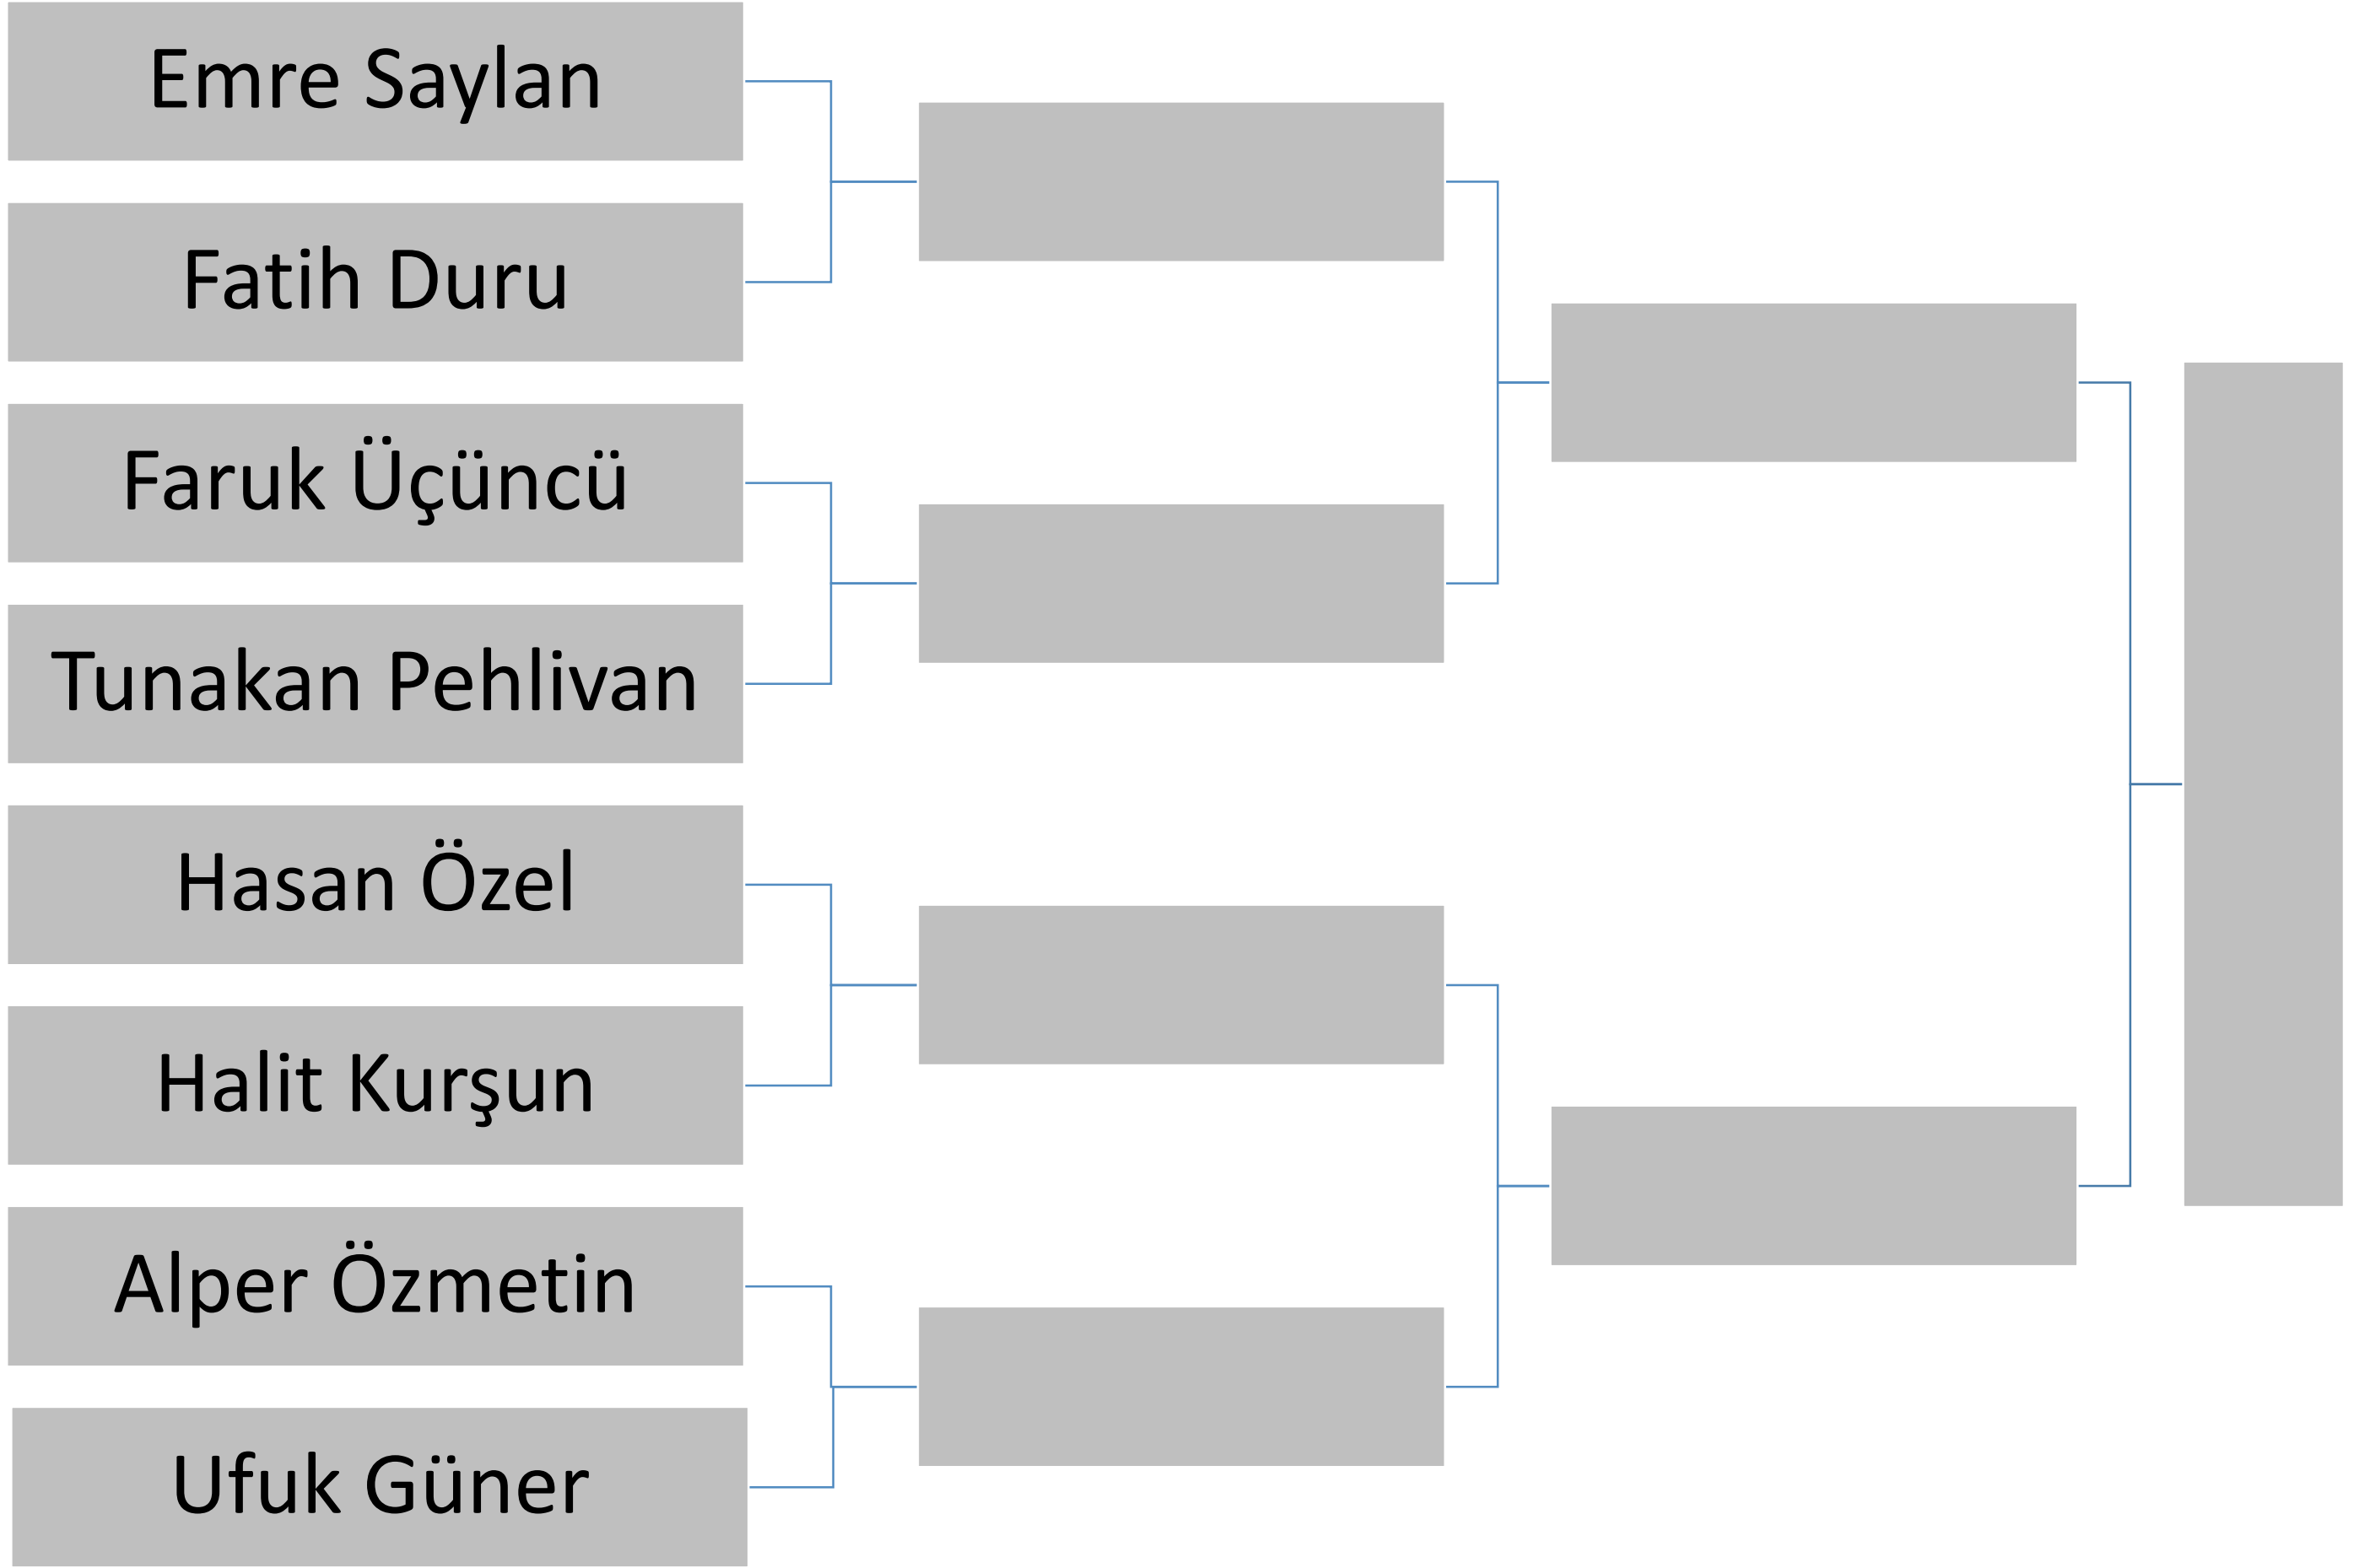 Emre Saylan
Fatih Duru
Faruk Üçüncü
Tunakan Pehlivan
Hasan Özel
Halit Kurşun
Alper Özmetin
Ufuk Güner